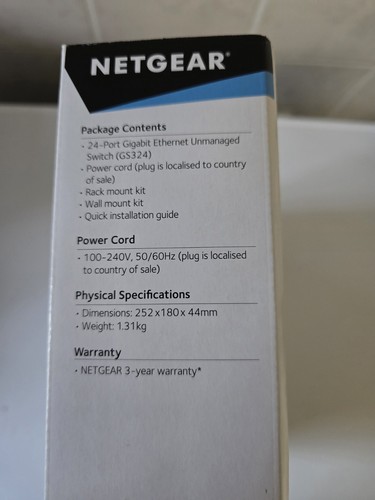 NETGEAR®
Package Contents
· 24-Port Gigabit Ethernet Unmanaged
Switch (GS324)
· Power cord (plug is localised to country
of sale)
· Rack mount kit
· Wall mount kit
· Quick installation guide
Power Cord
· 100-240V, 50/60Hz (plug is localised
to country of sale)
Physical Specifications
· Dimensions: 252 x 180 x 44mm
· Weight: 1.31kg
Warranty
· NETGEAR 3-year warranty*